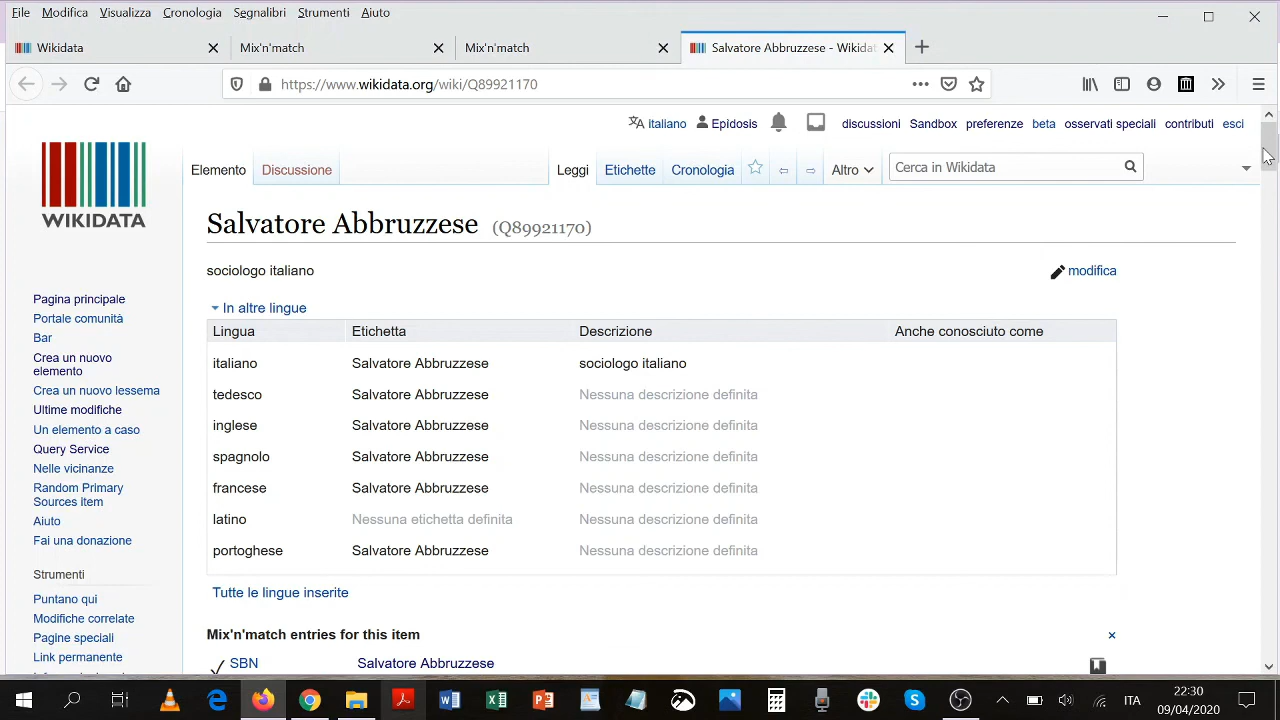 File Modifica Visualizza Cronologia Segnalibri Strumenti Aiuto
Wikidata
Mix'n'match
Mix'n'match
Salvatore Abbruzzese - Wikidat
https://www.wikidata.org/wiki/Q89921170
italiano Epìdosis discussioni Sandbox preferenze beta osservati speciali contributi esci
WIKIDATA
Elemento Discussione Leggi Etichette Cronologia Altro Cerca in Wikidata
Salvatore Abbruzzese (Q89921170)
sociologo italiano
modifica
In altre lingue
Lingua Etichetta Descrizione Anche conosciuto come
italiano Salvatore Abbruzzese sociologo italiano
tedesco Salvatore Abbruzzese Nessuna descrizione definita
inglese Salvatore Abbruzzese Nessuna descrizione definita
spagnolo Salvatore Abbruzzese Nessuna descrizione definita
francese Salvatore Abbruzzese Nessuna descrizione definita
latino Nessuna etichetta definita Nessuna descrizione definita
portoghese Salvatore Abbruzzese Nessuna descrizione definita
Tutte le lingue inserite
Mix'n'match entries for this item
SBN Salvatore Abbruzzese
Pagina principale
Portale comunità
Bar
Crea un nuovo
elemento
Crea un nuovo lessema
Ultime modifiche
Un elemento a caso
Query Service
Nelle vicinanze
Random Primary
Sources item
Aiuto
Fai una donazione
Strumenti
Puntano qui
Modifiche correlate
Pagine speciali
Link permanente
ITA
22:30
09/04/2020